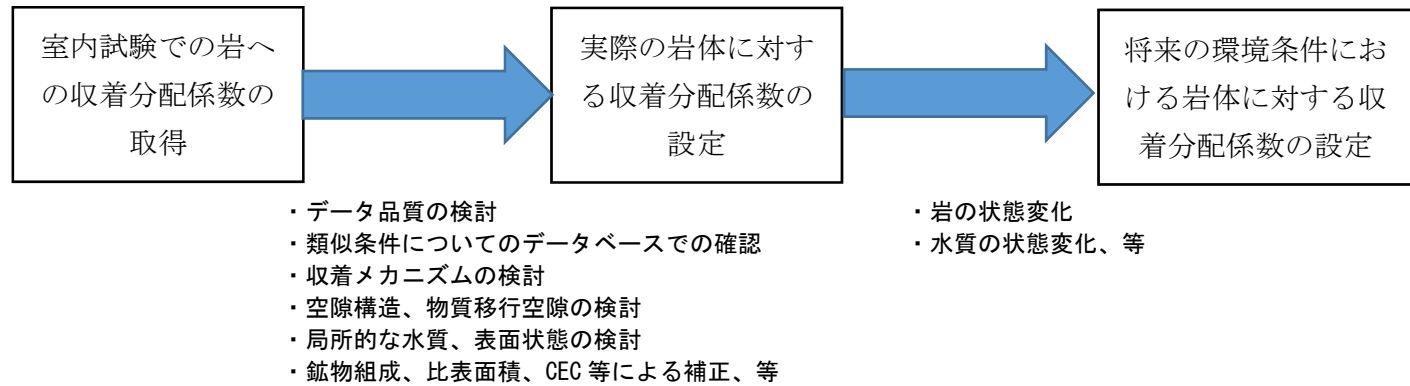 室内試験での岩へ
の収着分配係数の
取得
実際の岩体に対す
る収着分配係数の
設定
将来の環境条件にお
ける岩体に対する収
着分配係数の設定
・データ品質の検討
・類似条件についてのデータベースでの確認
・収着メカニズムの検討
・空隙構造、物質移行空隙の検討
・局所的な水質、表面状態の検討
・鉱物組成、比表面積、CEC 等による補正、等
・岩の状態変化
・水質の状態変化、等